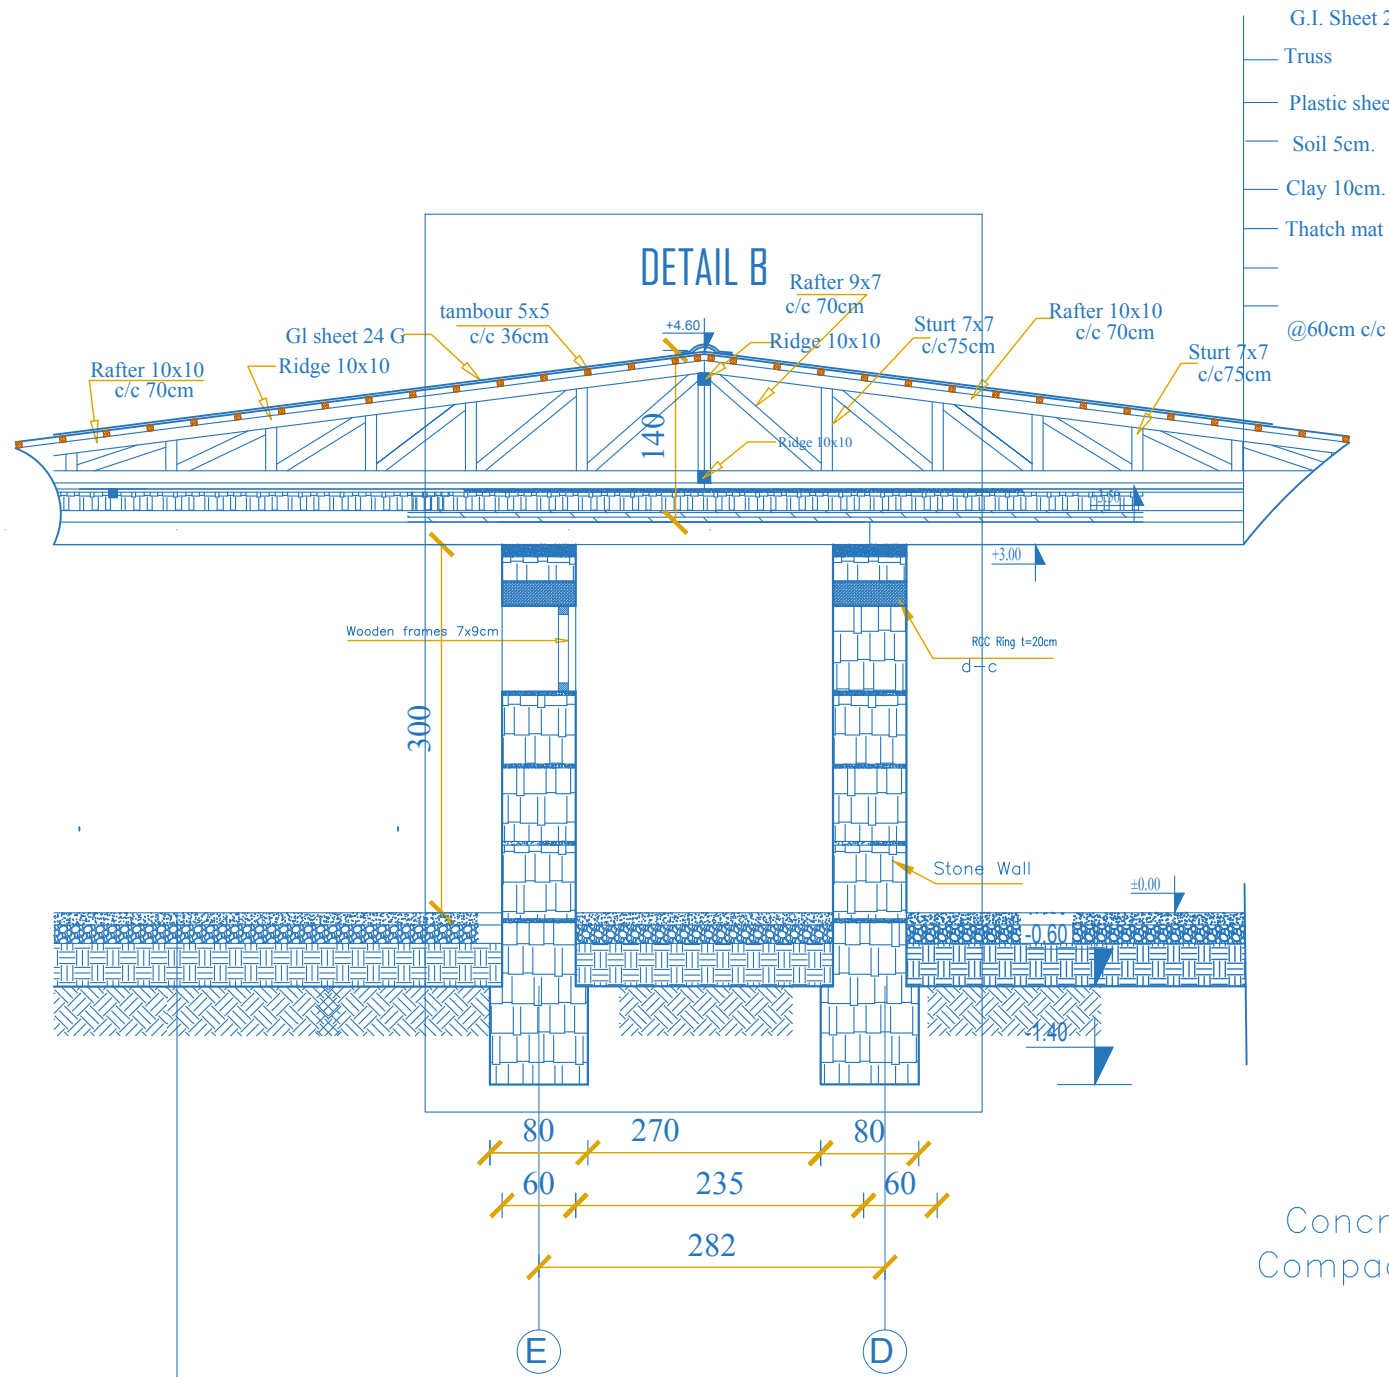 G.I. Sheet 2
Truss
Plastic shee
Soil 5cm.
Clay 10cm.
Thatch mat
@60cm c/c
DETAIL B
Rafter 9x7
c/c 70cm
tambour 5x5
c/c 36cm
+4.60
Ridge 10x10
Sturt 7x7
c/c75cm
Rafter 10x10
c/c 70cm
Gl sheet 24 G
Ridge 10x10
Rafter 10x10
c/c 70cm
Sturt 7x7
c/c75cm
140
Ridge 10x10
+3.50
+3.00
Wooden frames 7x9cm
RCC Ring t=20cm
d-c
300
Stone Wall
±0.00
-0.60
-1.40
80
270
80
60
235
60
282
Concr
Compac
E
D